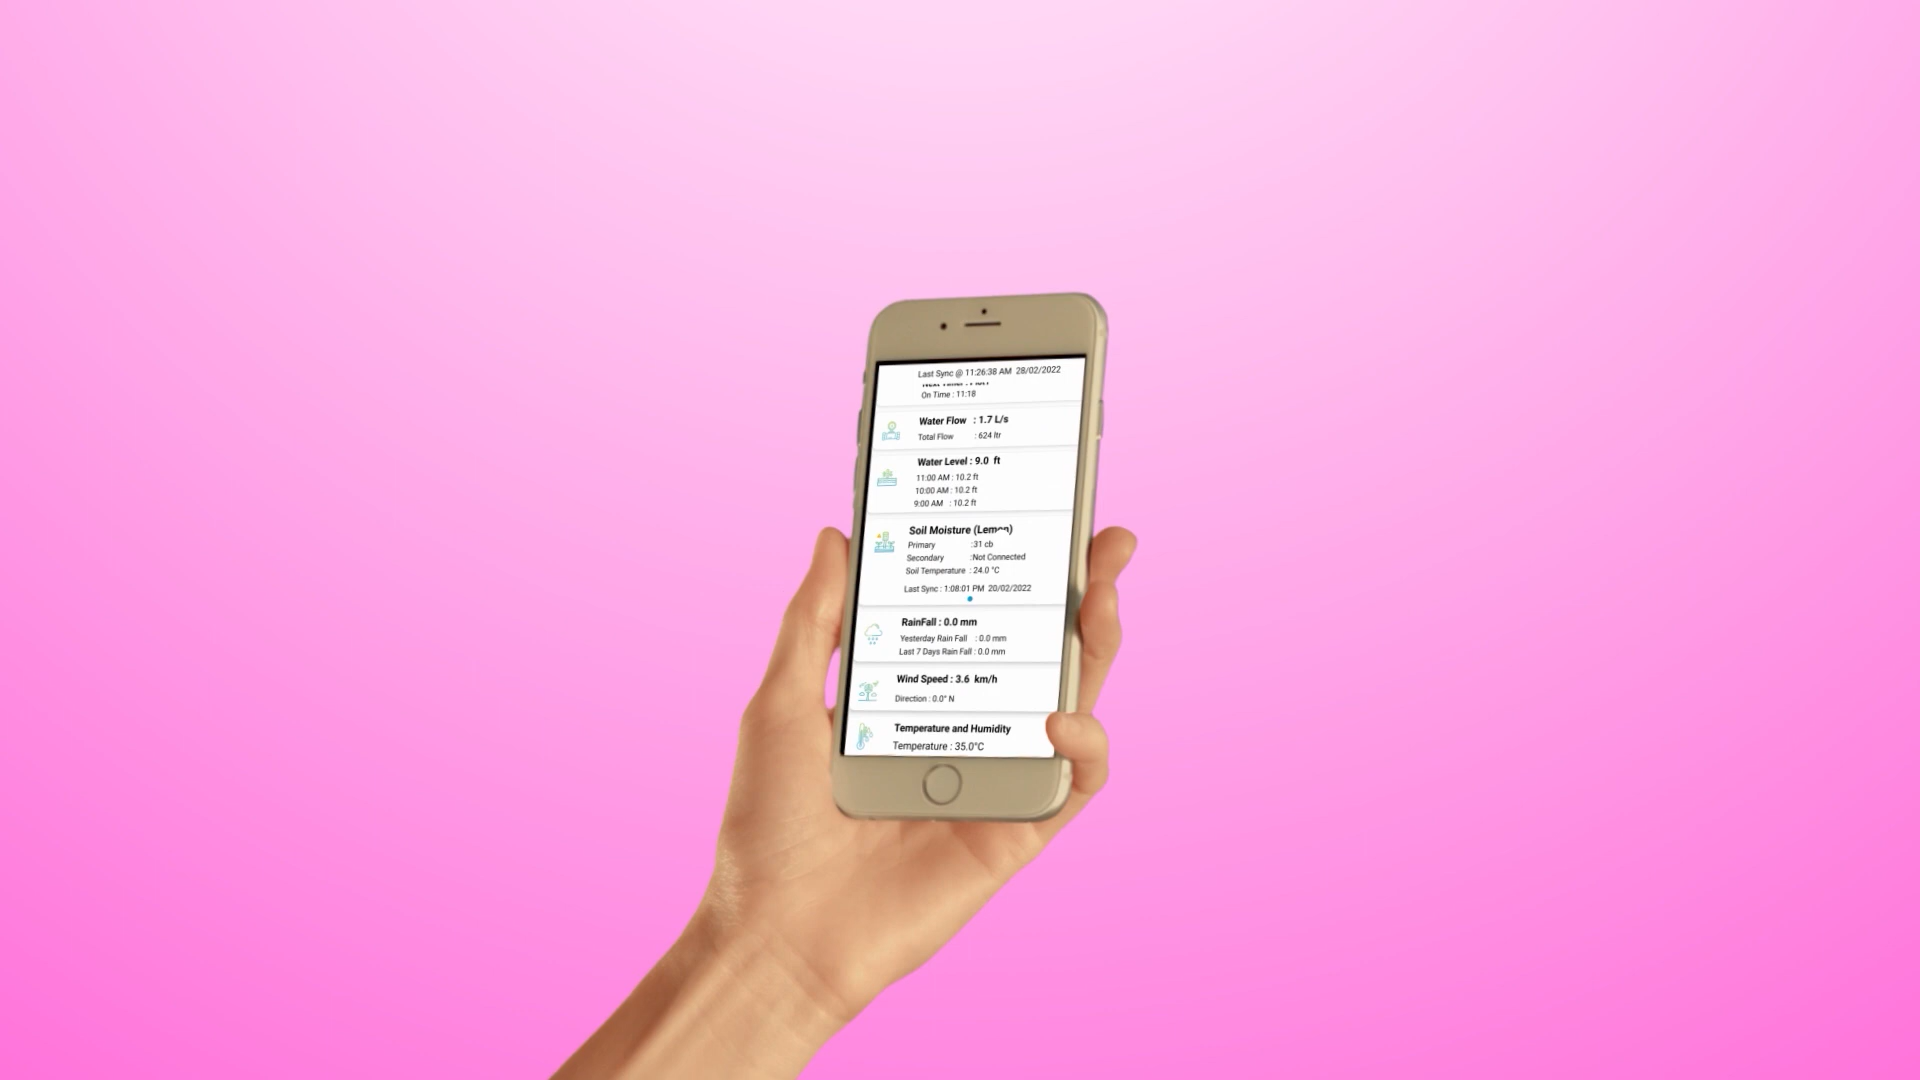 Last Sync @ 11:26:38 AM 28/02/2022
On Time : 11:18
Water Flow : 1.7 L/s
Total Flow : 624 ltr
Water Level : 9.0 ft
11:00 AM : 10.2 ft
10:00 AM : 10.2 ft
9:00 AM : 10.2 ft
Soil Moisture (Lemon)
Primary :31 cb
Secondary :Not Connected
Soil Temperature : 24.0 °C
Last Sync : 1:08:01 PM 20/02/2022
RainFall : 0.0 mm
Yesterday Rain Fall : 0.0 mm
Last 7 Days Rain Fall : 0.0 mm
Wind Speed : 3.6 km/h
Direction : 0.0° N
Temperature and Humidity
Temperature : 35.0°C